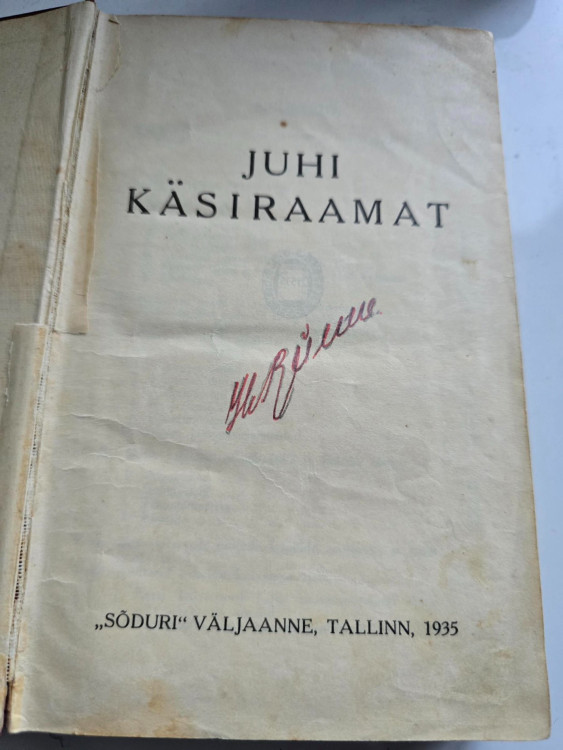 JUHI
KÄSIRAAMAT
„SÕDURI“ VÄLJAANNE, TALLINN, 1935